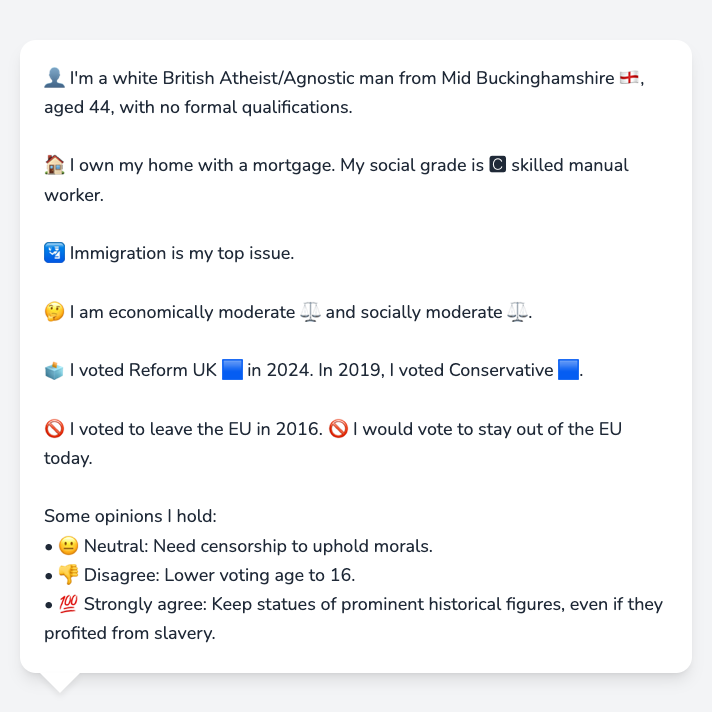 👤 I'm a white British Atheist/Agnostic man from Mid Buckinghamshire 🏴󠁧󠁢󠁥󠁮󠁧󠁿,
aged 44, with no formal qualifications.
🏠 I own my home with a mortgage. My social grade is C skilled manual
worker.
🛂 Immigration is my top issue.
🤔 I am economically moderate ⚖️ and socially moderate ⚖️.
🗳️ I voted Reform UK 🟦 in 2024. In 2019, I voted Conservative 🟦.
🚫 I voted to leave the EU in 2016. 🚫 I would vote to stay out of the EU
today.
Some opinions I hold:
• 😐 Neutral: Need censorship to uphold morals.
• 👎 Disagree: Lower voting age to 16.
• 💯 Strongly agree: Keep statues of prominent historical figures, even if they
profited from slavery.